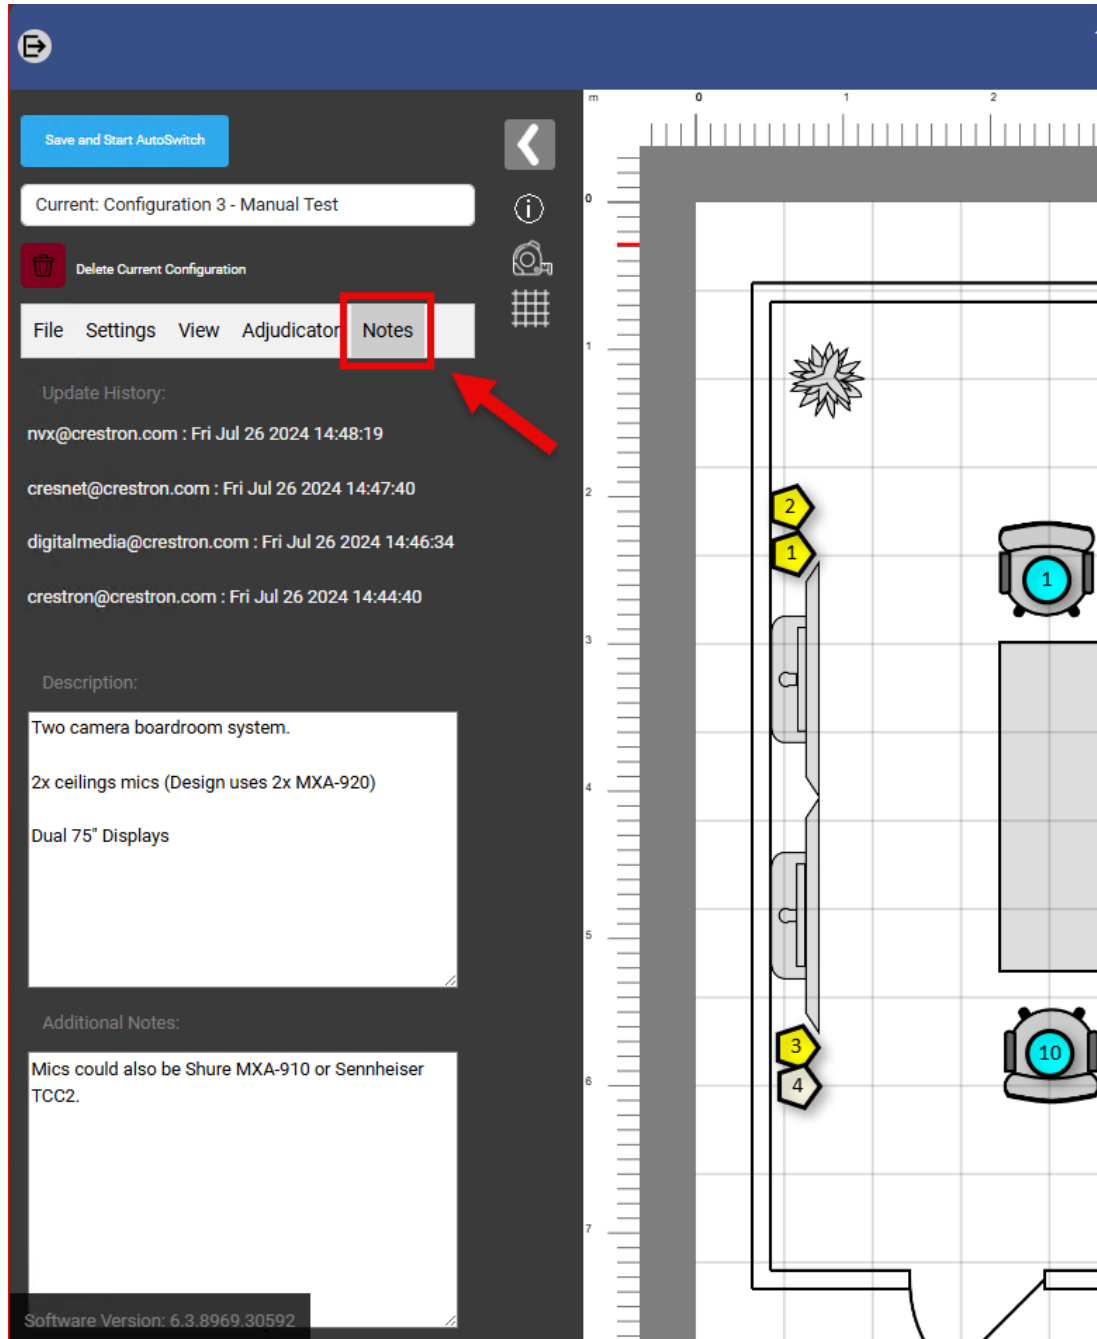 Save and Start AutoSwitch
Current: Configuration 3 - Manual Test
Delete Current Configuration
File Settings View Adjudicator Notes
Update History:
nvx@crestron.com : Fri Jul 26 2024 14:48:19
cresnet@crestron.com : Fri Jul 26 2024 14:47:40
digitalmedia@crestron.com : Fri Jul 26 2024 14:46:34
crestron@crestron.com : Fri Jul 26 2024 14:44:40
Description:
Two camera boardroom system.
2x ceilings mics (Design uses 2x MXA-920)
Dual 75" Displays
Additional Notes:
Mics could also be Shure MXA-910 or Sennheiser
TCC2.
Software Version: 6.3.8969.30592
m 0 1 2
0
1
2
3
4
5
6
7
2
1
1
3
4
10